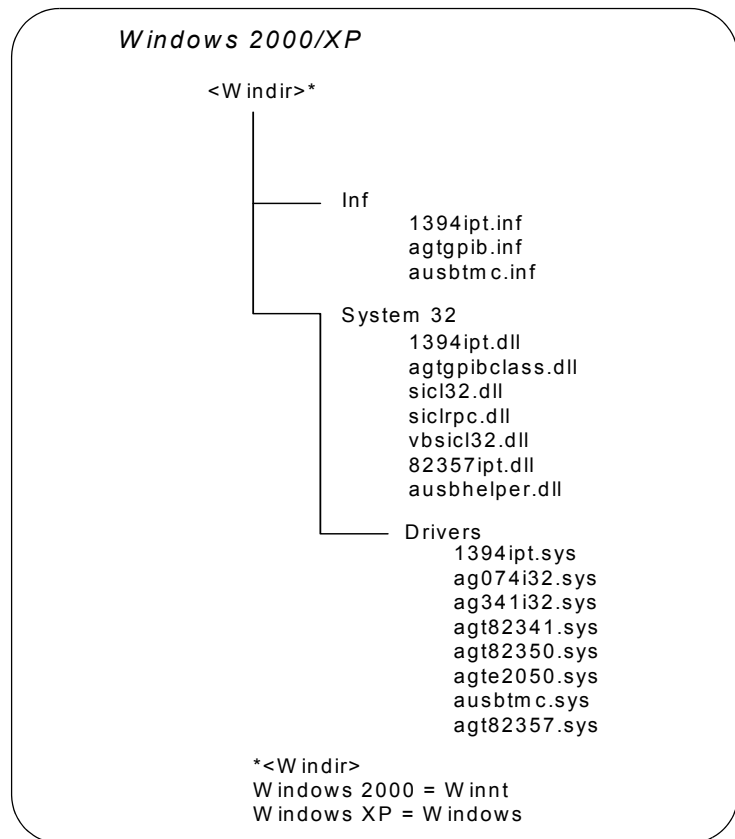 Windows 2000/XP
<Windir>*
Inf
1394ipt.inf
agtgpib.inf
ausbtmc.inf
System 32
1394ipt.dll
agtgpibclass.dll
sicl32.dll
siclrpc.dll
vbsicl32.dll
82357ipt.dll
ausbhelper.dll
Drivers
1394ipt.sys
ag074i32.sys
ag341i32.sys
agt82341.sys
agt82350.sys
agte2050.sys
ausbtmc.sys
agt82357.sys
*<Windir>
Windows 2000 = Winnt
Windows XP = Windows